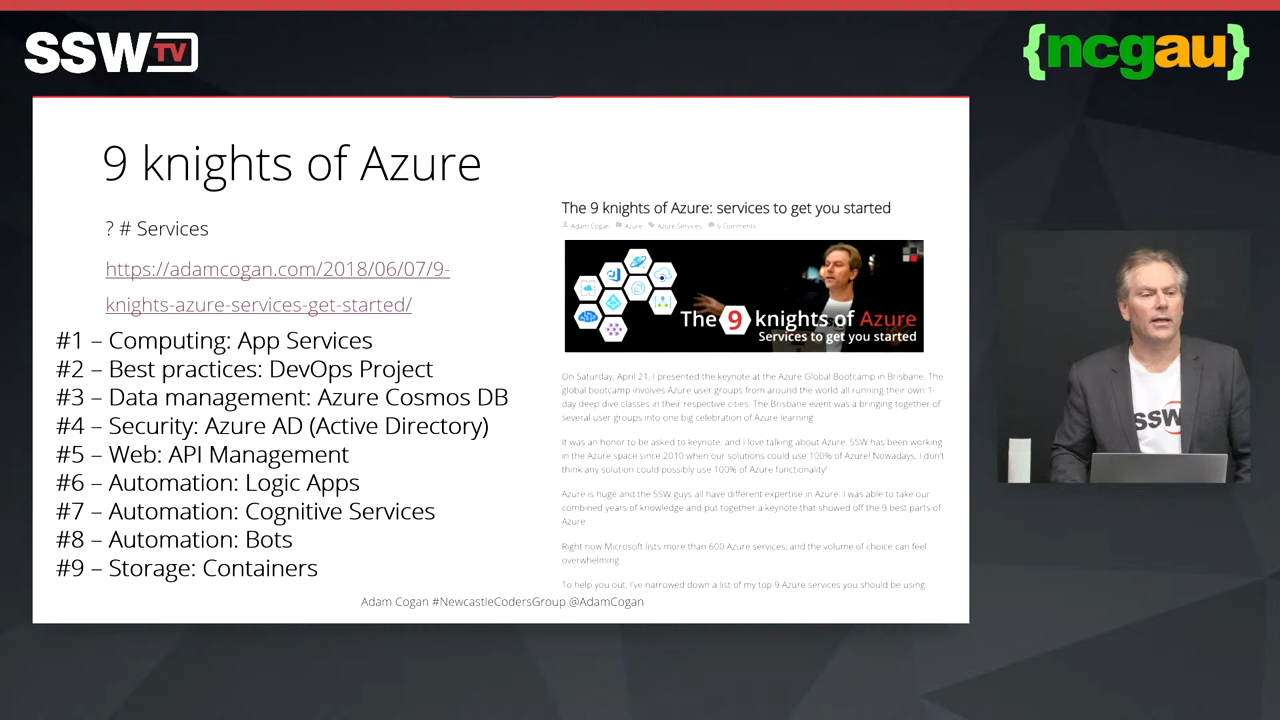 SSW TV
{ncgau}
9 knights of Azure
? # Services
https://adamcogan.com/2018/06/07/9-
knights-azure-services-get-started/
#1 – Computing: App Services
#2 – Best practices: DevOps Project
#3 – Data management: Azure Cosmos DB
#4 – Security: Azure AD (Active Directory)
#5 – Web: API Management
#6 – Automation: Logic Apps
#7 – Automation: Cognitive Services
#8 – Automation: Bots
#9 – Storage: Containers
The 9 knights of Azure: services to get you started
Adam Cogan Azure Azure Services 6 Comments
The 9 knights of Azure
Services to get you started
On Saturday, April 21, I presented the keynote at the Azure Global Bootcamp in Brisbane. The
global bootcamp involves Azure user groups from around the world all running their own 1-
day deep dive classes in their respective cities. The Brisbane event was a bringing together of
several user groups into one big celebration of Azure learning
It was an honor to be asked to keynote, and I love talking about Azure. SSW has been working
in the Azure space since 2010 when our solutions could use 100% of Azure! Nowadays, I don't
think any solution could possibly use 100% of Azure functionality!
Azure is huge and the SSW guys all have different expertise in Azure. I was able to take our
combined years of knowledge and put together a keynote that showed off the 9 best parts of
Azure.
Right now Microsoft lists more than 600 Azure services, and the volume of choice can feel
overwhelming.
To help you out, I've narrowed down a list of my top 9 Azure services you should be using:
Adam Cogan #NewcastleCodersGroup @AdamCogan
SSW